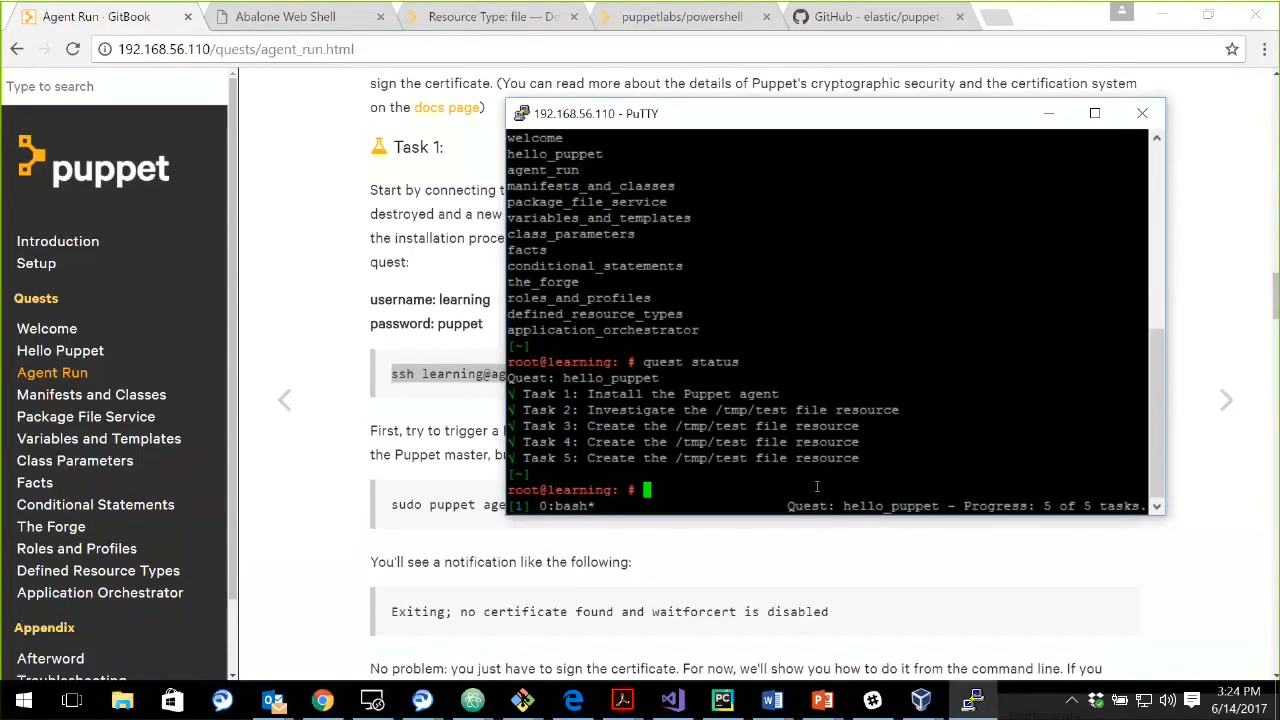 Agent Run · GitBook
Abalone Web Shell
Resource Type: file — Do
puppetlabs/powershell
GitHub - elastic/puppet-
192.168.56.110/quests/agent_run.html
Type to search
puppet
Introduction
Setup
Quests
Welcome
Hello Puppet
Agent Run
Manifests and Classes
Package File Service
Variables and Templates
Class Parameters
Facts
Conditional Statements
The Forge
Roles and Profiles
Defined Resource Types
Application Orchestrator
Appendix
Afterword
Troubleshooting
sign the certificate. (You can read more about the details of Puppet's cryptographic security and the certification system
on the docs page)
Task 1:
Start by connecting t
destroyed and a new
the installation proce
quest:
username: learning
password: puppet
ssh learning@ag
First, try to trigger a
the Puppet master, bu
sudo puppet age
You'll see a notification like the following:
Exiting; no certificate found and waitforcert is disabled
No problem: you just have to sign the certificate. For now, we'll show you how to do it from the command line. If you
192.168.56.110 - PuTTY
welcome
hello_puppet
agent_run
manifests_and_classes
package_file_service
variables_and_templates
class_parameters
facts
conditional_statements
the_forge
roles_and_profiles
defined_resource_types
application_orchestrator
[~]
root@learning: # quest status
Quest: hello_puppet
√ Task 1: Install the Puppet agent
√ Task 2: Investigate the /tmp/test file resource
√ Task 3: Create the /tmp/test file resource
√ Task 4: Create the /tmp/test file resource
√ Task 5: Create the /tmp/test file resource
[~]
root@learning: #
[1] 0:bash* Quest: hello_puppet - Progress: 5 of 5 tasks.
3:24 PM
6/14/2017